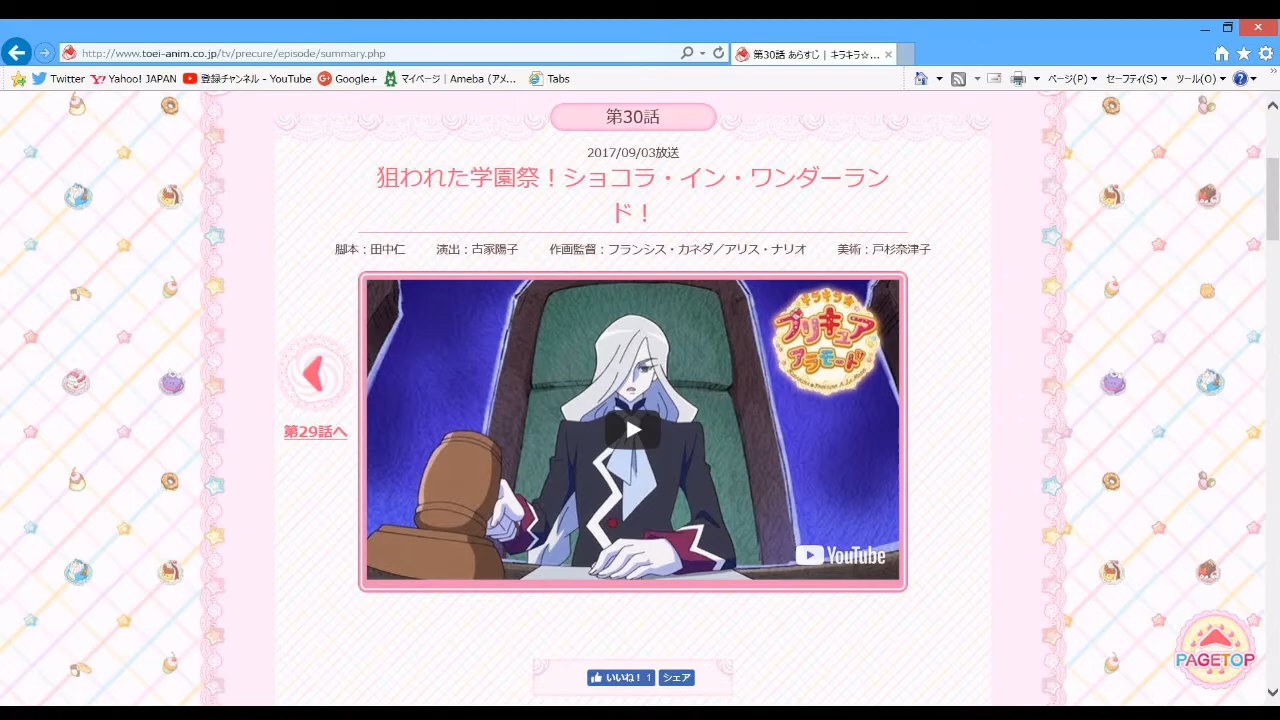 http://www.toei-anim.co.jp/tv/precure/episode/summary.php
第30話 あらすじ | キラキラ☆...
Twitter Yahoo! JAPAN 登録チャンネル - YouTube Google+ マイページ | Ameba (アメ... Tabs
ページ(P) セーフティ(S) ツール(O)
第30話
2017/09/03放送
狙われた学園祭！ショコラ・イン・ワンダーラン
ド！
脚本：田中仁 演出：古家陽子 作画監督：フランシス・カネダ／アリス・ナリオ 美術：戸杉奈津子
キラキラ☆
プリキュア
アラモード
第29話へ
YouTube
PAGETOP
いいね！ 1 シェア